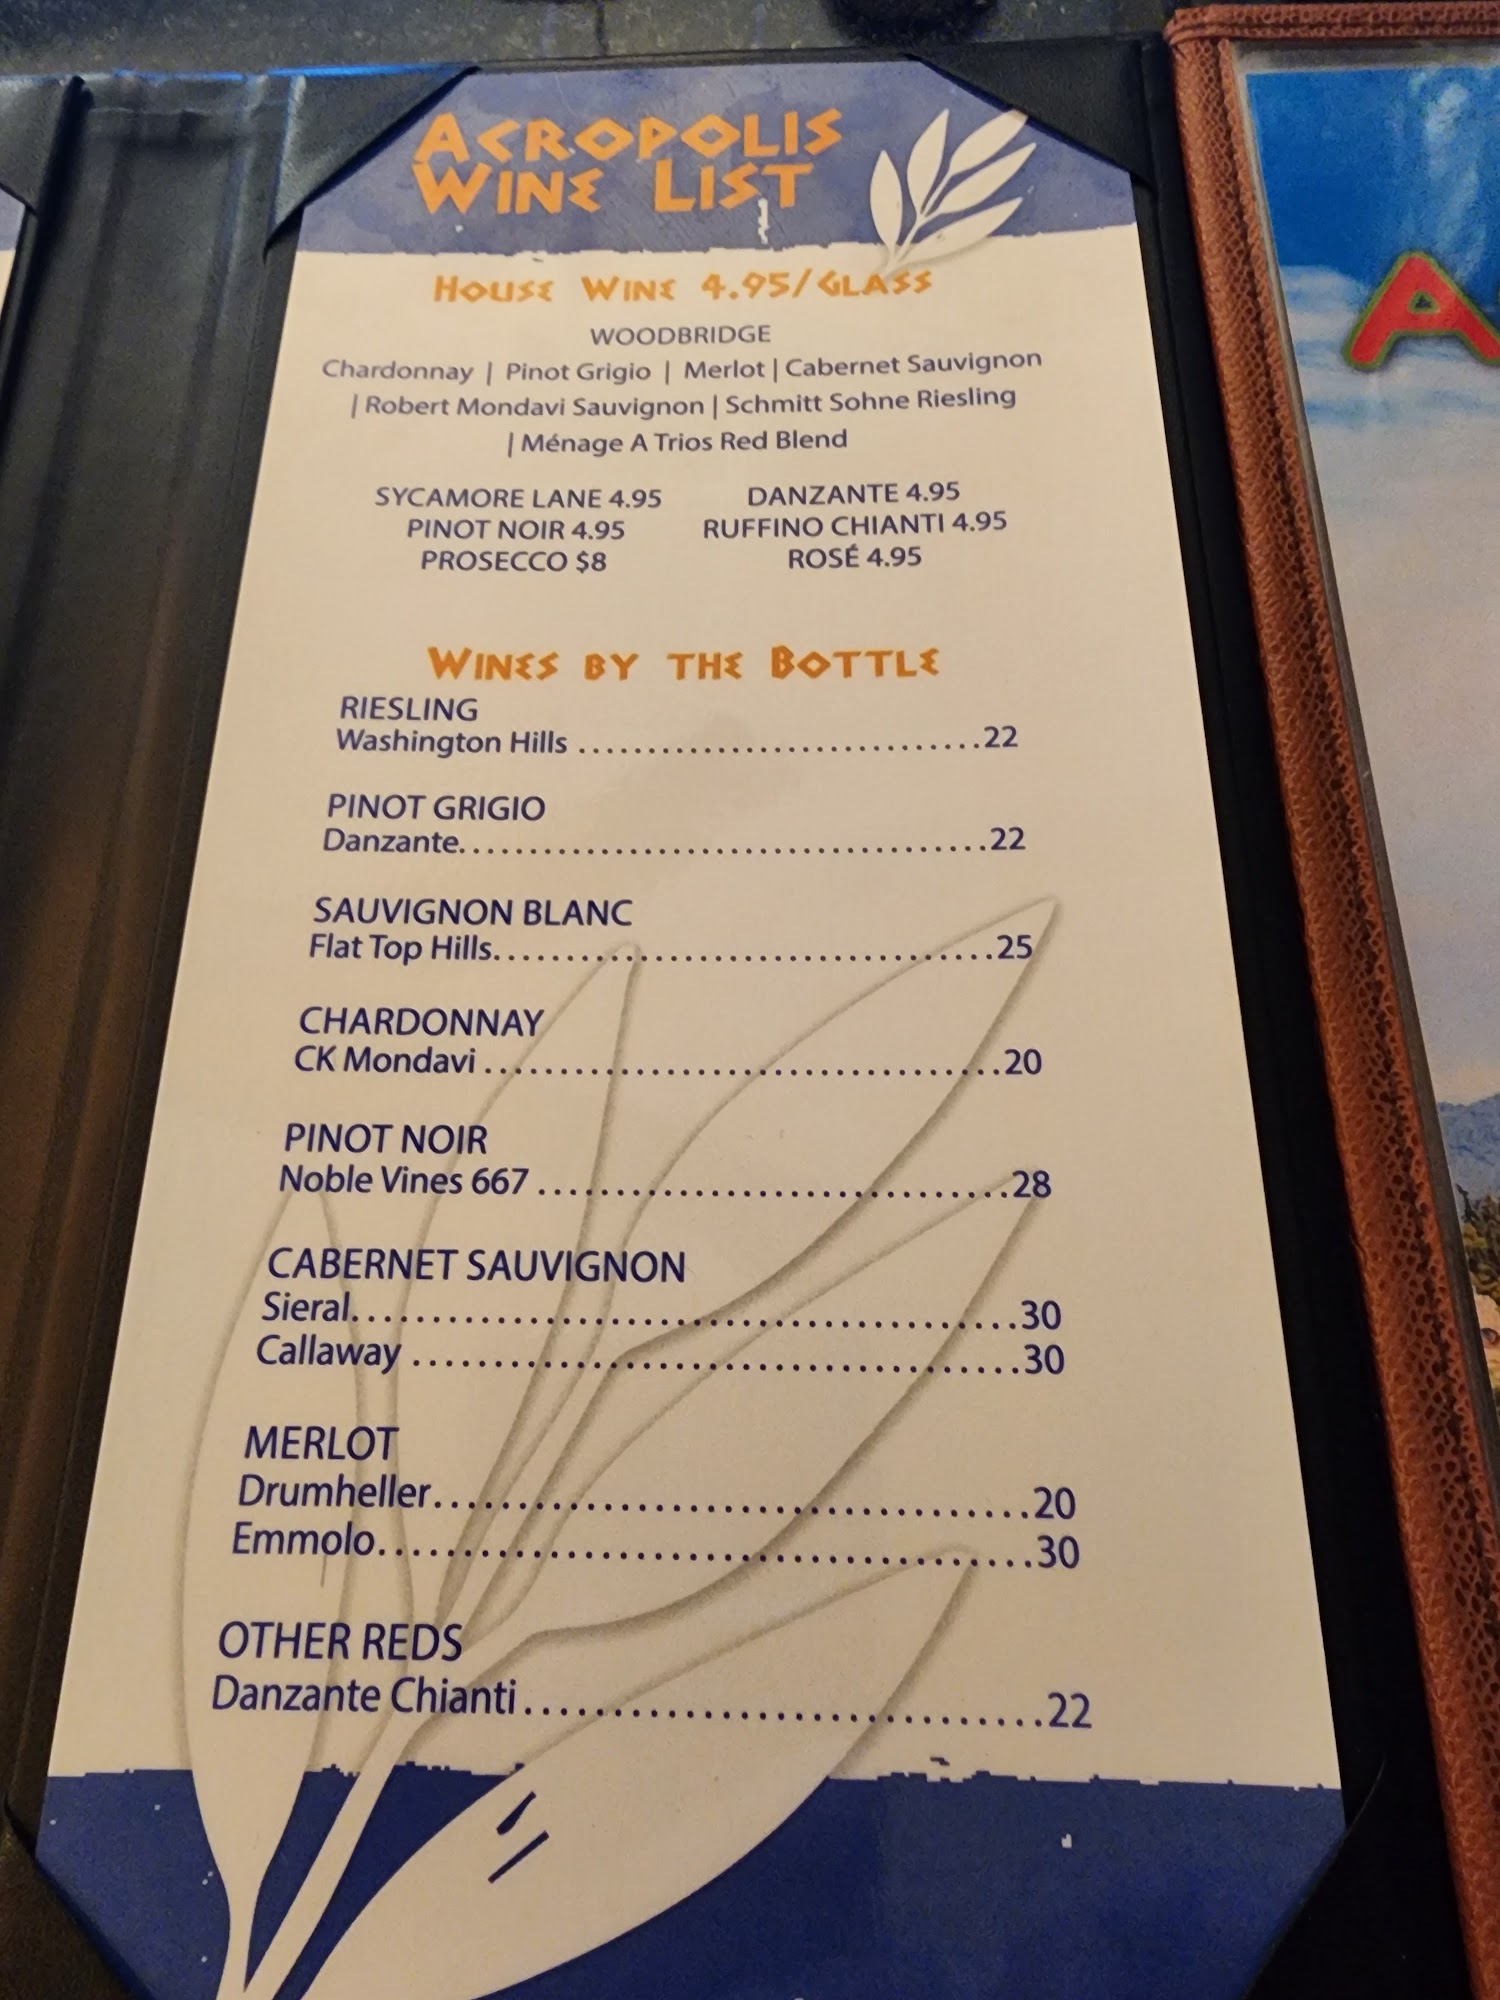 ACROPOLIS
WINE LIST
HOUSE WINE 4.95/GLASS
WOODBRIDGE
Chardonnay | Pinot Grigio | Merlot | Cabernet Sauvignon
| Robert Mondavi Sauvignon | Schmitt Sohne Riesling
| Ménage A Trios Red Blend
SYCAMORE LANE 4.95
PINOT NOIR 4.95
PROSECCO $8
DANZANTE 4.95
RUFFINO CHIANTI 4.95
ROSÉ 4.95
WINES BY THE BOTTLE
RIESLING
Washington Hills ..............................22
PINOT GRIGIO
Danzante.......................................22
SAUVIGNON BLANC
Flat Top Hills.....................................25
CHARDONNAY
CK Mondavi ......................................20
PINOT NOIR
Noble Vines 667 ..................................28
CABERNET SAUVIGNON
Sieral................................................30
Callaway ............................................30
MERLOT
Drumheller..........................................20
Emmolo..............................................30
OTHER REDS
Danzante Chianti.................................22
A